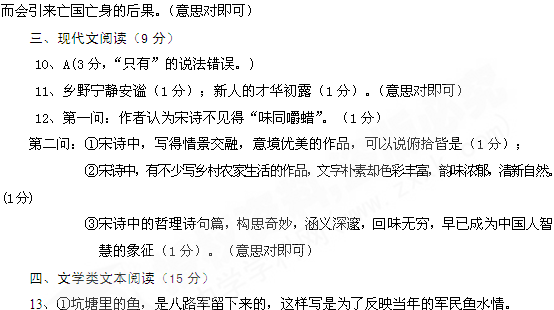 而会引来亡国亡身的后果。（意思对即可）
三、现代文阅读（9 分）
10、A(3 分，“只有”的说法错误。）
11、乡野宁静安谧（1 分）；新人的才华初露（1 分）。（意思对即可）
12、第一问：作者认为宋诗不见得“味同嚼蜡”。（1 分）
第二问：①宋诗中，写得情景交融，意境优美的作品，可以说俯拾皆是（1 分）；
②宋诗中，有不少写乡村农家生活的作品，文字朴素却色彩丰富，韵味浓郁，清新自然。
(1 分)
③宋诗中的哲理诗句篇，构思奇妙，涵义深邃，回味无穷，早已成为中国人智
慧的象征（1 分）。（意思对即可）
四、文学类文本阅读（15 分）
13、①坑塘里的鱼，是八路军留下来的，这样写是为了反映当年的军民鱼水情。